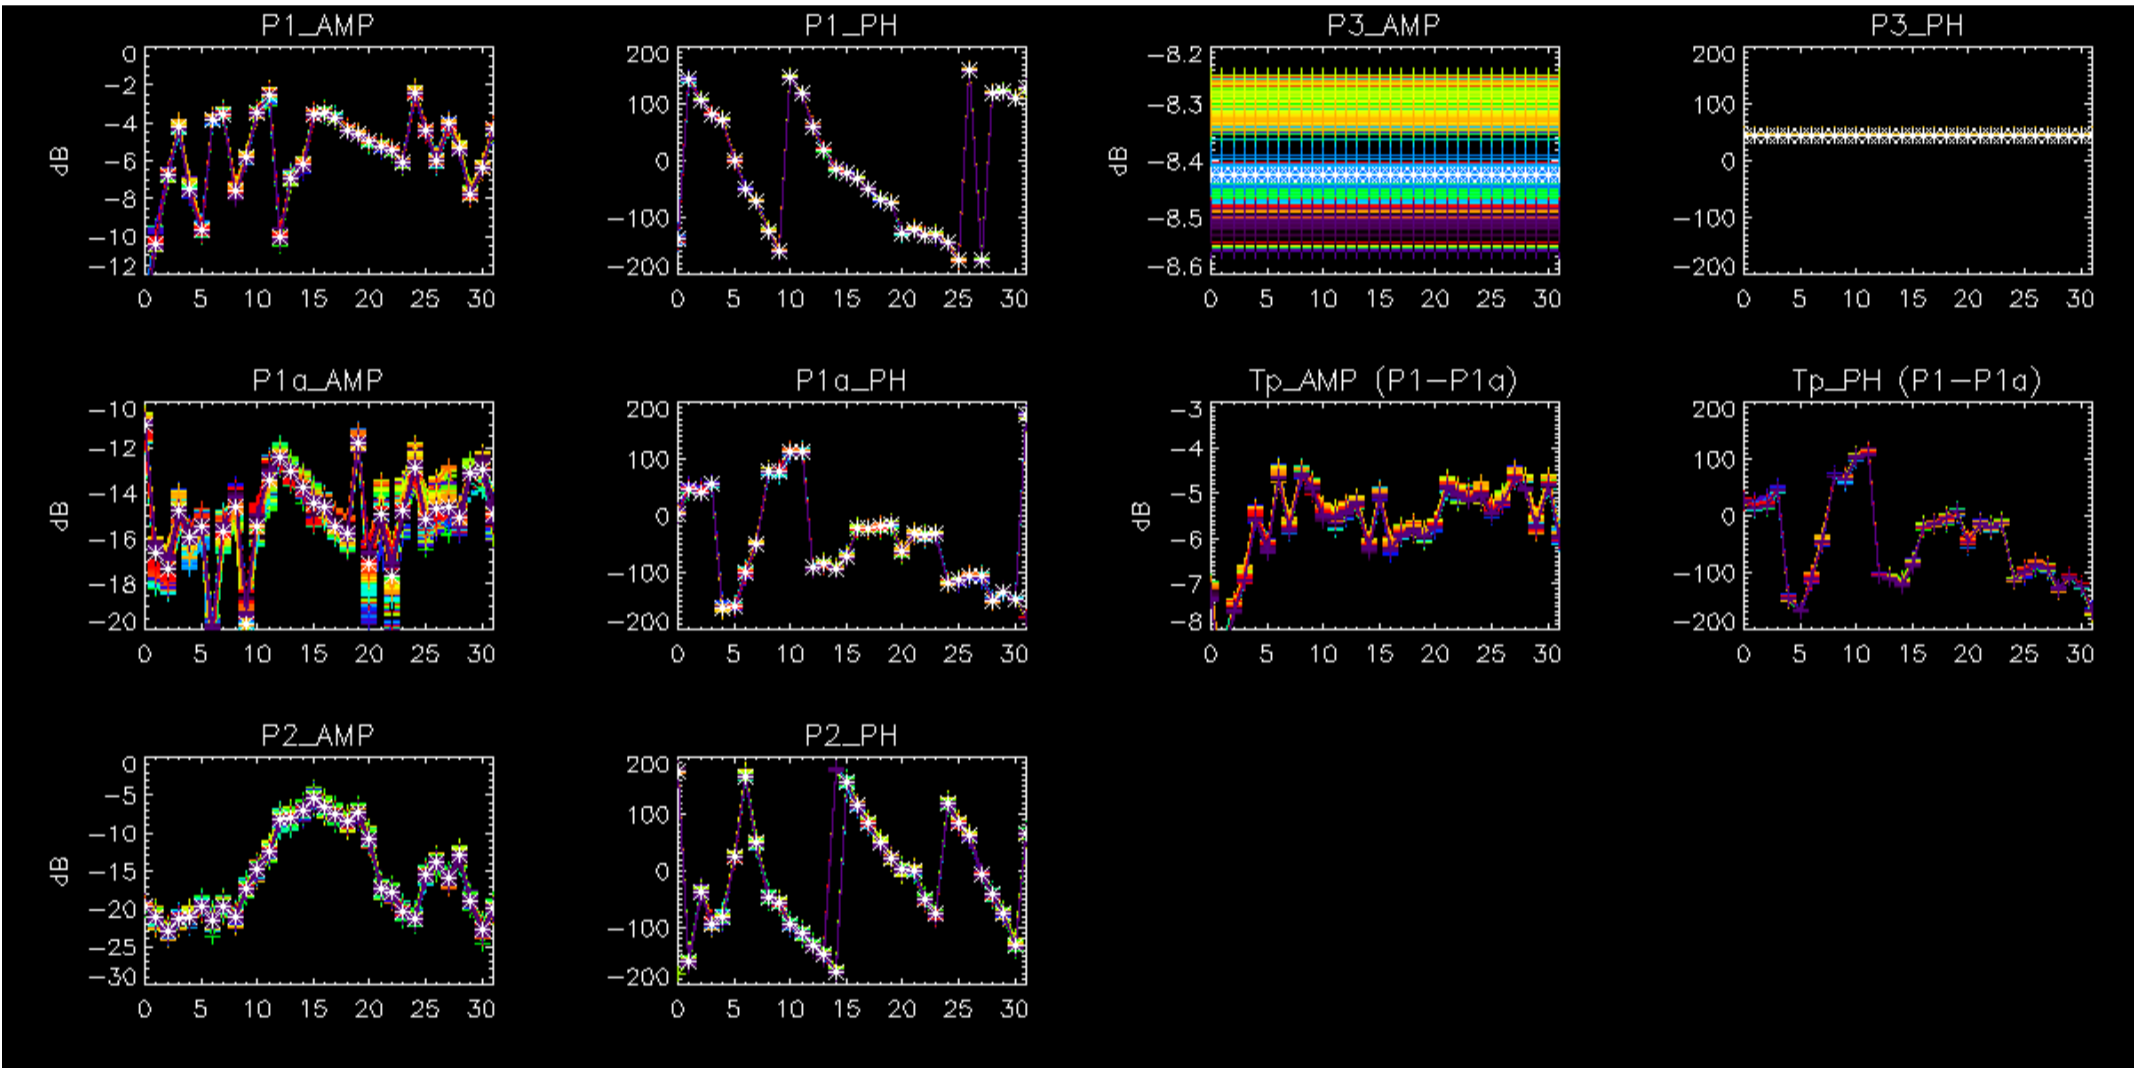 P1_AMP P1_PH P3_AMP P3_PH
0 200 -8.2 200
-2
-4 100 -8.3 100
dB -6 0 dB -8.4 0
-8
-10 -100 -8.5 -100
-12 -200 -8.6 -200
0 5 10 15 20 25 30 0 5 10 15 20 25 30 0 5 10 15 20 25 30 0 5 10 15 20 25 30
P1a_AMP P1a_PH Tp_AMP (P1-P1a) Tp_PH (P1-P1a)
-10 200 -3 200
-12 100 -4 100
-14 0 -5 0
dB dB
-16 -6
-18 -100 -7 -100
-20 -200 -8 -200
0 5 10 15 20 25 30 0 5 10 15 20 25 30 0 5 10 15 20 25 30 0 5 10 15 20 25 30
P2_AMP P2_PH
0 200
-5 100
-10
dB -15 0
-20
-25 -100
-30 -200
0 5 10 15 20 25 30 0 5 10 15 20 25 30